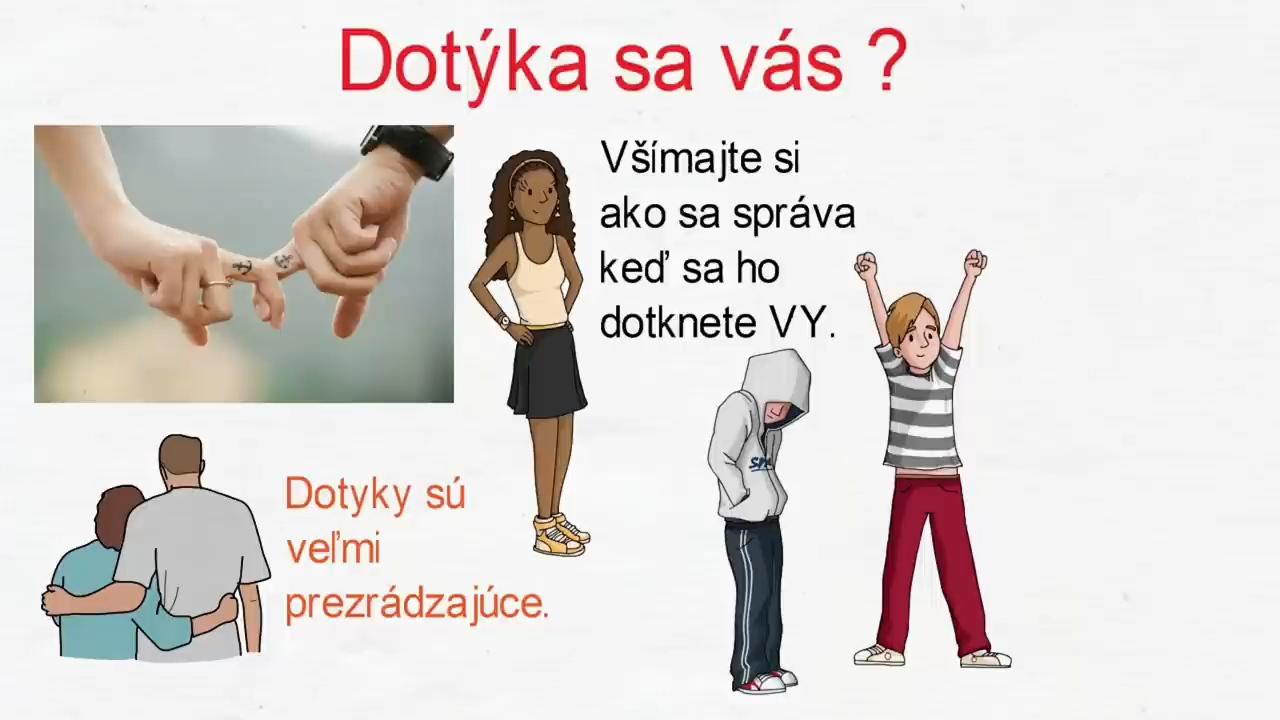 Dotýka sa vás ?
Všímajte si
ako sa správa
keď sa ho
dotknete VY.
Dotyky sú
veľmi
prezrádzajúce.